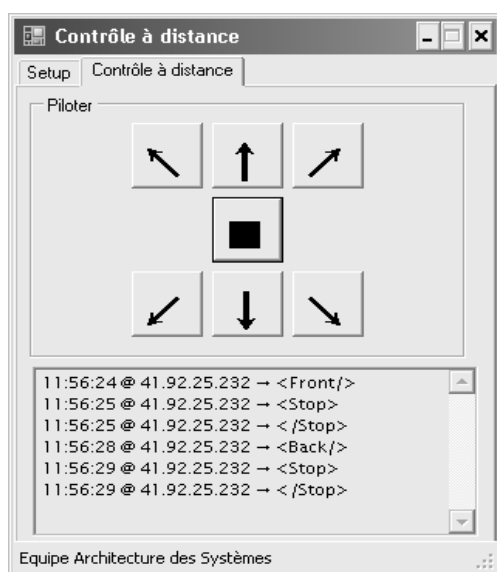 Contrôle à distance
Setup Contrôle à distance
Piloter
11:56:24 @ 41.92.25.232 → <Front/>
11:56:25 @ 41.92.25.232 → <Stop>
11:56:25 @ 41.92.25.232 → </Stop>
11:56:28 @ 41.92.25.232 → <Back/>
11:56:29 @ 41.92.25.232 → <Stop>
11:56:29 @ 41.92.25.232 → </Stop>
Equipe Architecture des Systèmes